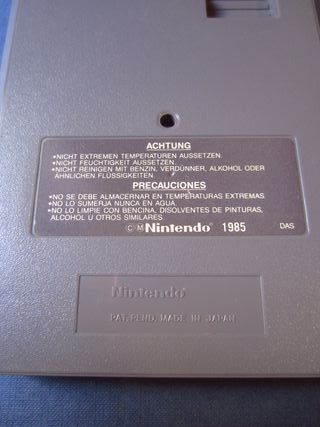 ACHTUNG
•NICHT EXTREMEN TEMPERATUREN AUSSETZEN.
•NICHT FEUCHTIGKEIT AUSSETZEN.
•NICHT REINIGEN MIT BENZIN, VERDÜNNER, ALKOHOL ODER
ÄHNLICHEN FLÜSSIGKEITEN.
PRECAUCIONES
•NO SE DEBE ALMACERNAR EN TEMPERATURAS EXTREMAS.
•NO LO SUMERJA NUNCA EN AGUA.
•NO LO LIMPIE CON BENCINA, DISOLVENTES DE PINTURAS,
ALCOHOL U OTROS SIMILARES.
©/M Nintendo 1985 DAS
Nintendo
PAT. PEND. MADE IN JAPAN